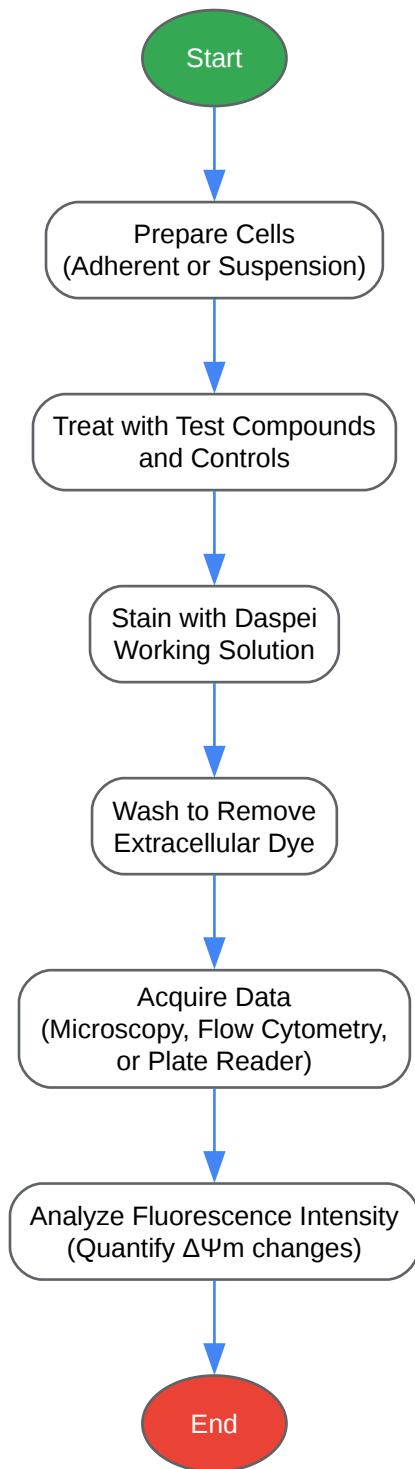 Start
Prepare Cells
(Adherent or Suspension)
Treat with Test Compounds
and Controls
Stain with Daspei
Working Solution
Wash to Remove
Extracellular Dye
Acquire Data
(Microscopy, Flow Cytometry,
or Plate Reader)
Analyze Fluorescence Intensity
(Quantify ΔΨm changes)
End